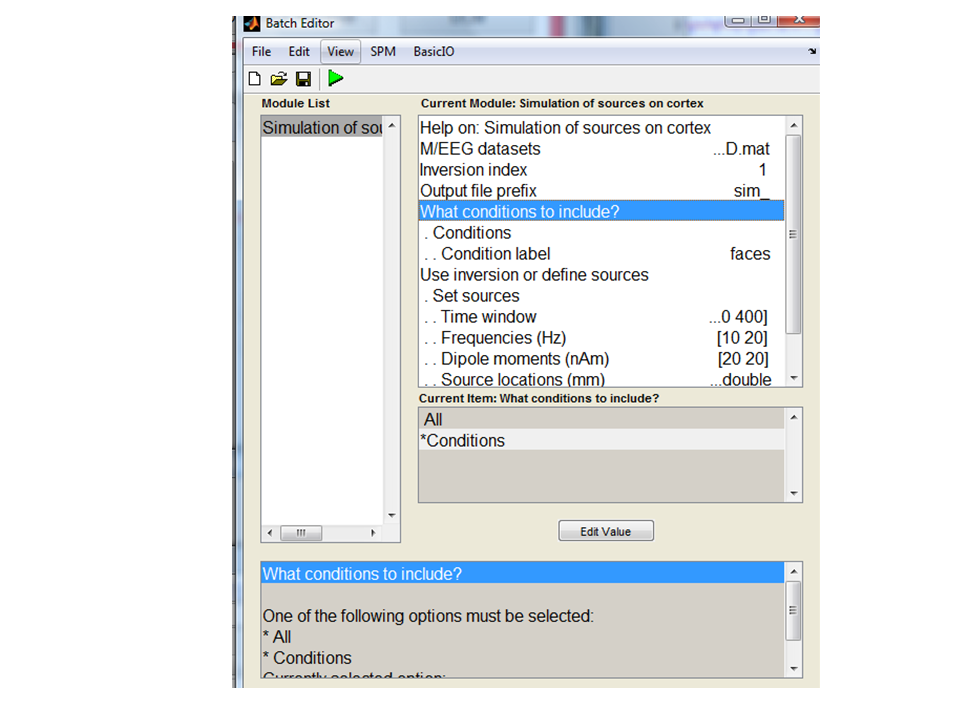 Batch Editor
File Edit View SPM BasicIO
Module List
Simulation of sou
Current Module: Simulation of sources on cortex
Help on: Simulation of sources on cortex
M/EEG datasets ...D.mat
Inversion index 1
Output file prefix sim_
What conditions to include?
. Conditions
. . Condition label faces
Use inversion or define sources
. Set sources
. . Time window ...0 400]
. . Frequencies (Hz) [10 20]
. . Dipole moments (nAm) [20 20]
. . Source locations (mm) ...double
Current Item: What conditions to include?
All
*Conditions
Edit Value
What conditions to include?
One of the following options must be selected:
* All
* Conditions
Currently selected option: